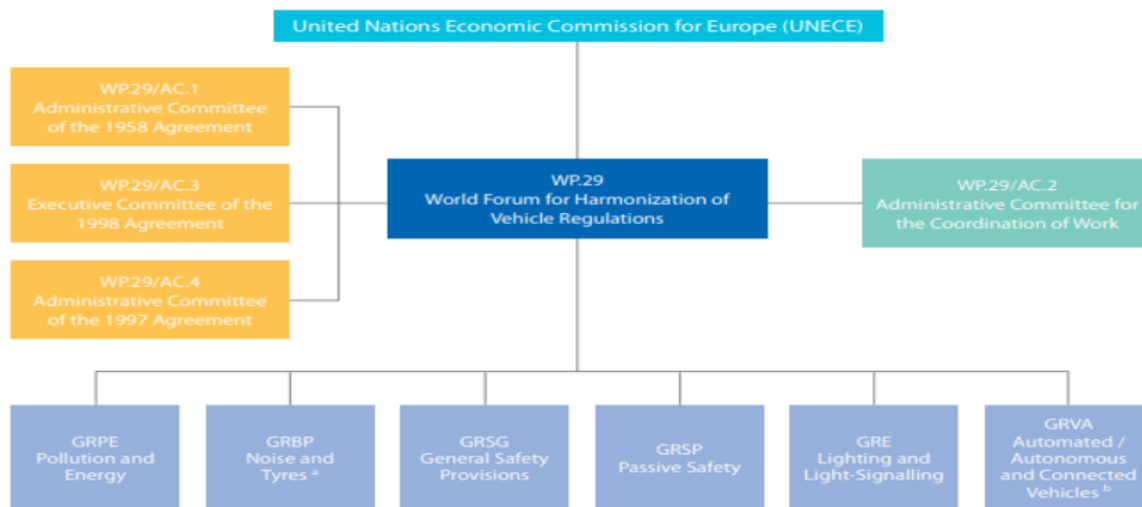 United Nations Economic Commission for Europe (UNECE)
WP.29/AC.1
Administrative Committee
of the 1958 Agreement
WP.29/AC.3
Executive Committee of the
1998 Agreement
WP.29/AC.4
Administrative Committee
of the 1997 Agreement
WP.29
World Forum for Harmonization of
Vehicle Regulations
WP.29/AC.2
Administrative Committee for
the Coordination of Work
GRPE
Pollution and
Energy
GRBP
Noise and
Tyres a
GRSG
General Safety
Provisions
GRSP
Passive Safety
GRE
Lighting and
Light-Signalling
GRVA
Automated /
Autonomous
and Connected
Vehicles b